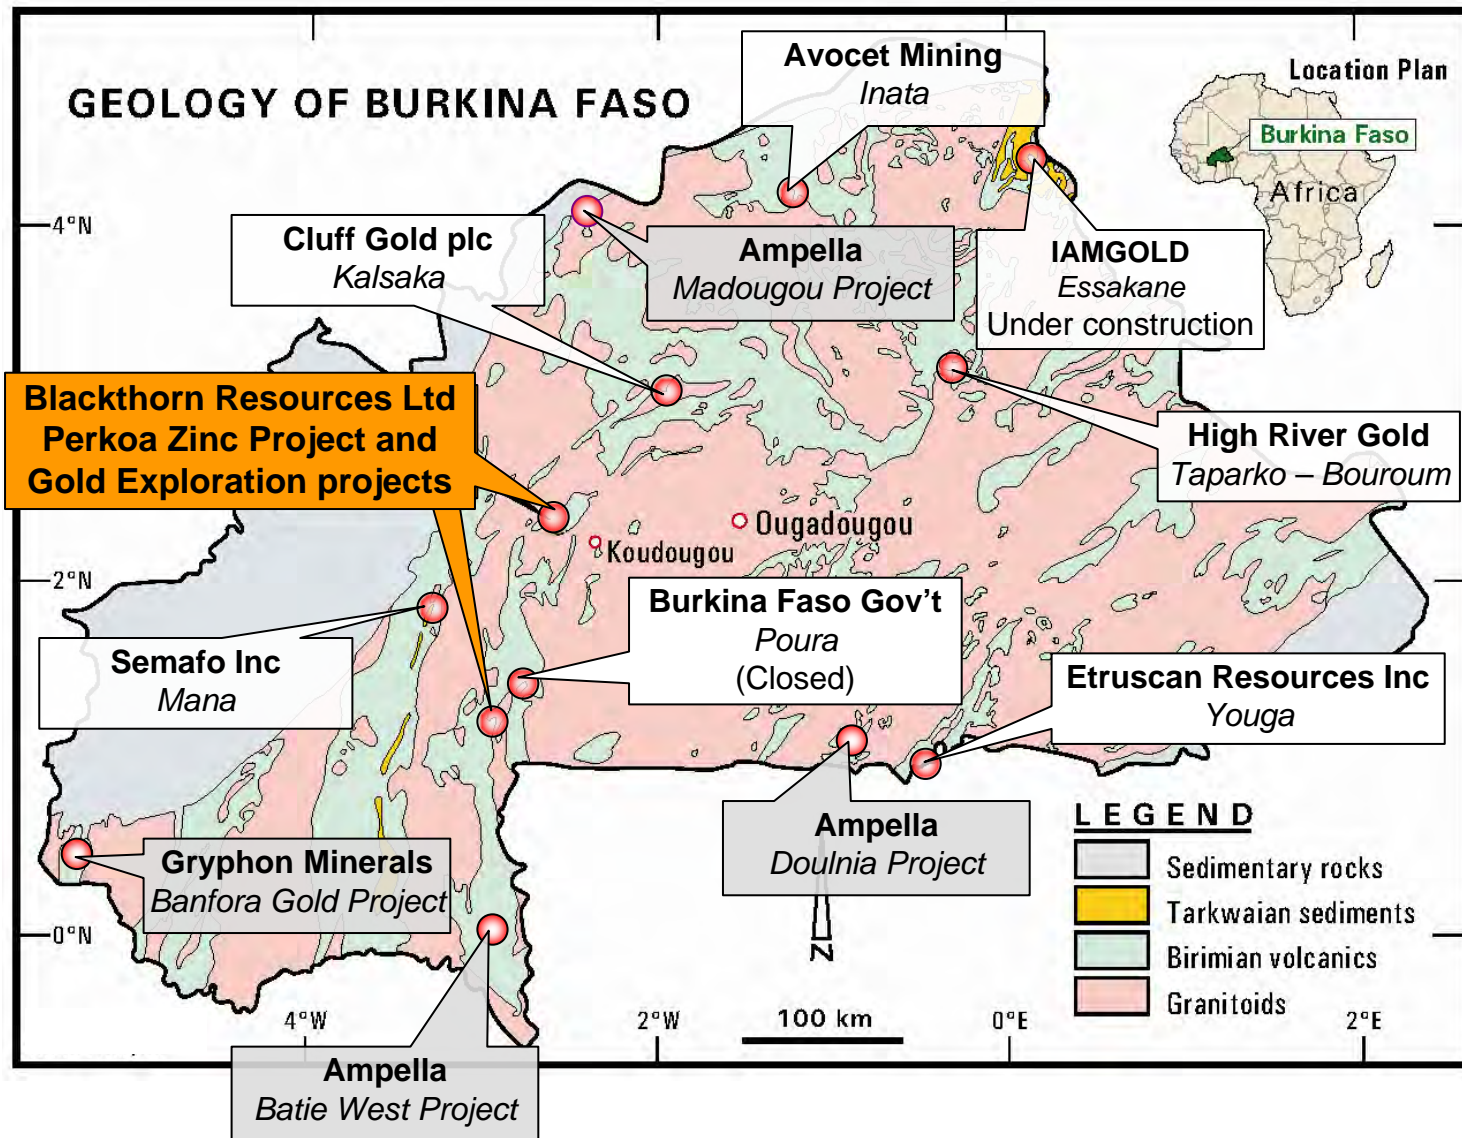 GEOLOGY OF BURKINA FASO
Avocet Mining
Inata
Location Plan
Burkina Faso
Africa
4°N
Cluff Gold plc
Kalsaka
Ampella
Madougou Project
IAMGOLD
Essakane
Under construction
Blackthorn Resources Ltd
Perkoa Zinc Project and
Gold Exploration projects
High River Gold
Taparko – Bouroum
Ougadougou
Koudougou
2°N
Burkina Faso Gov’t
Poura
(Closed)
Semafo Inc
Mana
Etruscan Resources Inc
Youga
Ampella
Doulnia Project
Gryphon Minerals
Banfora Gold Project
LEGEND
Sedimentary rocks
Tarkwaian sediments
Birimian volcanics
Granitoids
0°N
N
4°W
2°W
100 km
0°E
2°E
Ampella
Batie West Project